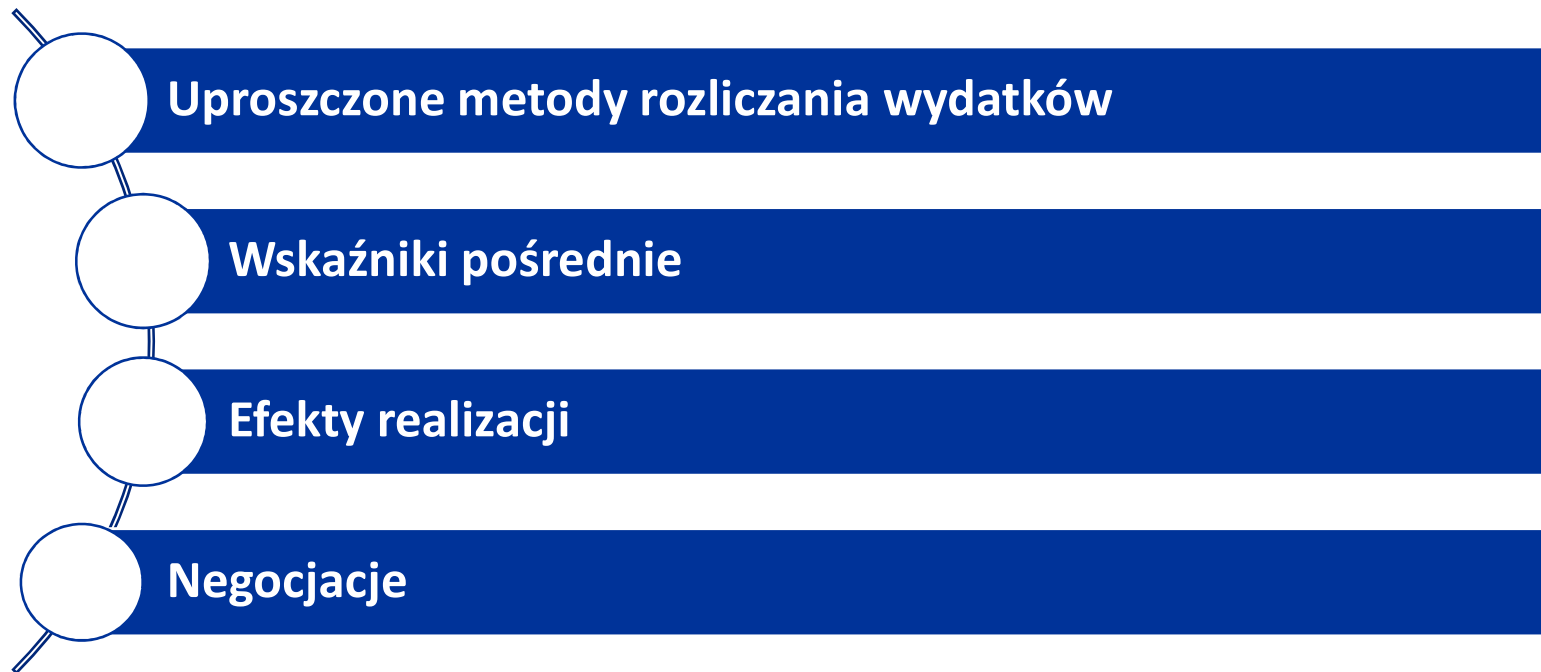 Uproszczone metody rozliczania wydatków
Wskaźniki pośrednie
Efekty realizacji
Negocjacje